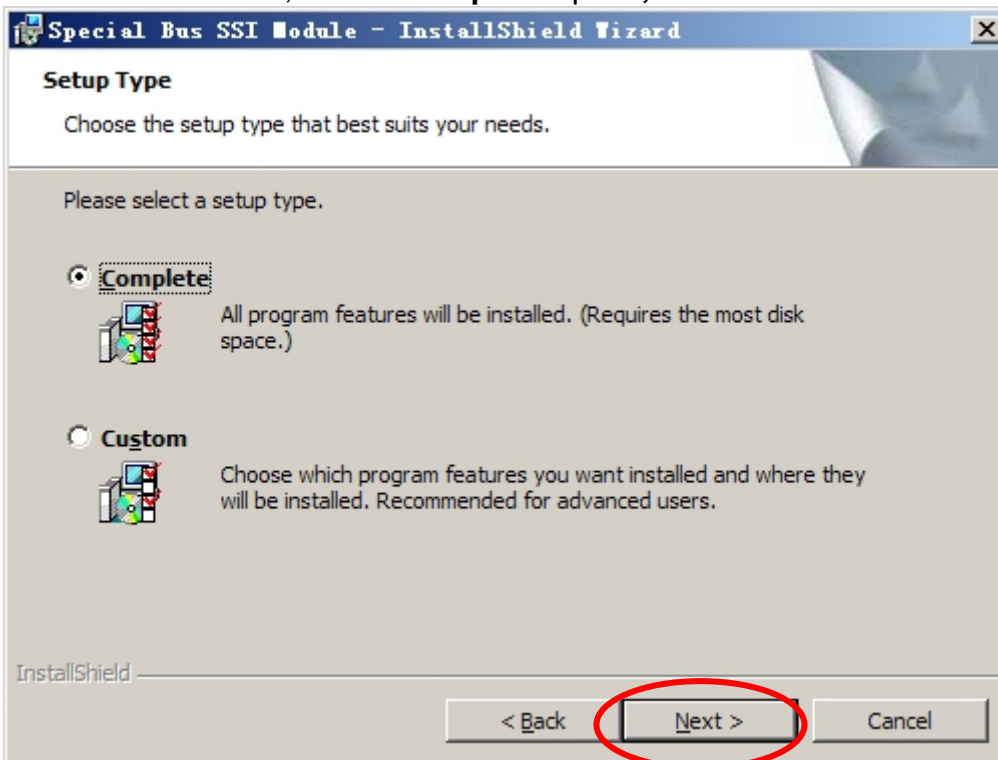 Special Bus SSI Module - InstallShield Wizard
Setup Type
Choose the setup type that best suits your needs.
Please select a setup type.
Complete
All program features will be installed. (Requires the most disk
space.)
Custom
Choose which program features you want installed and where they
will be installed. Recommended for advanced users.
InstallShield
< Back
Next >
Cancel